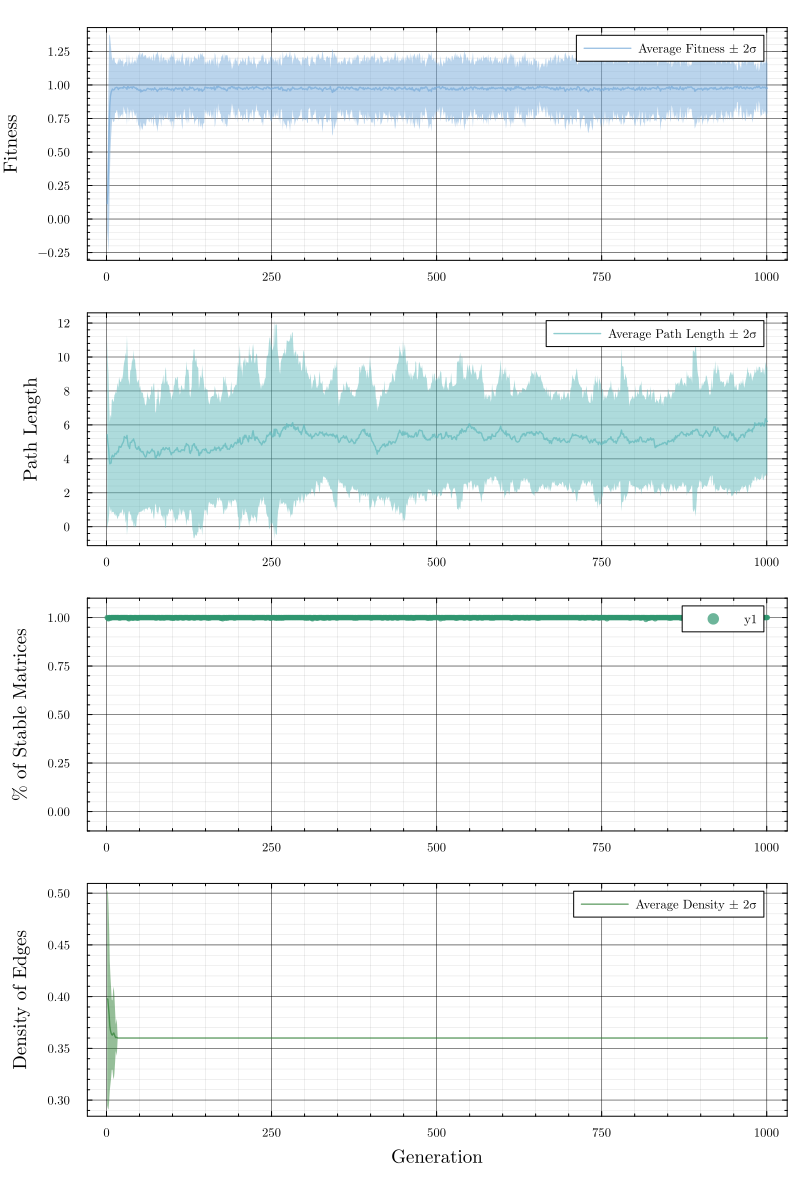 Average Fitness ± 2σ
Fitness
1.25
1.00
0.75
0.50
0.25
0.00
−0.25
0 250 500 750 1000
Average Path Length ± 2σ
Path Length
12
10
8
6
4
2
0
0 250 500 750 1000
y1
% of Stable Matrices
1.00
0.75
0.50
0.25
0.00
0 250 500 750 1000
Average Density ± 2σ
Density of Edges
0.50
0.45
0.40
0.35
0.30
0 250 500 750 1000
Generation